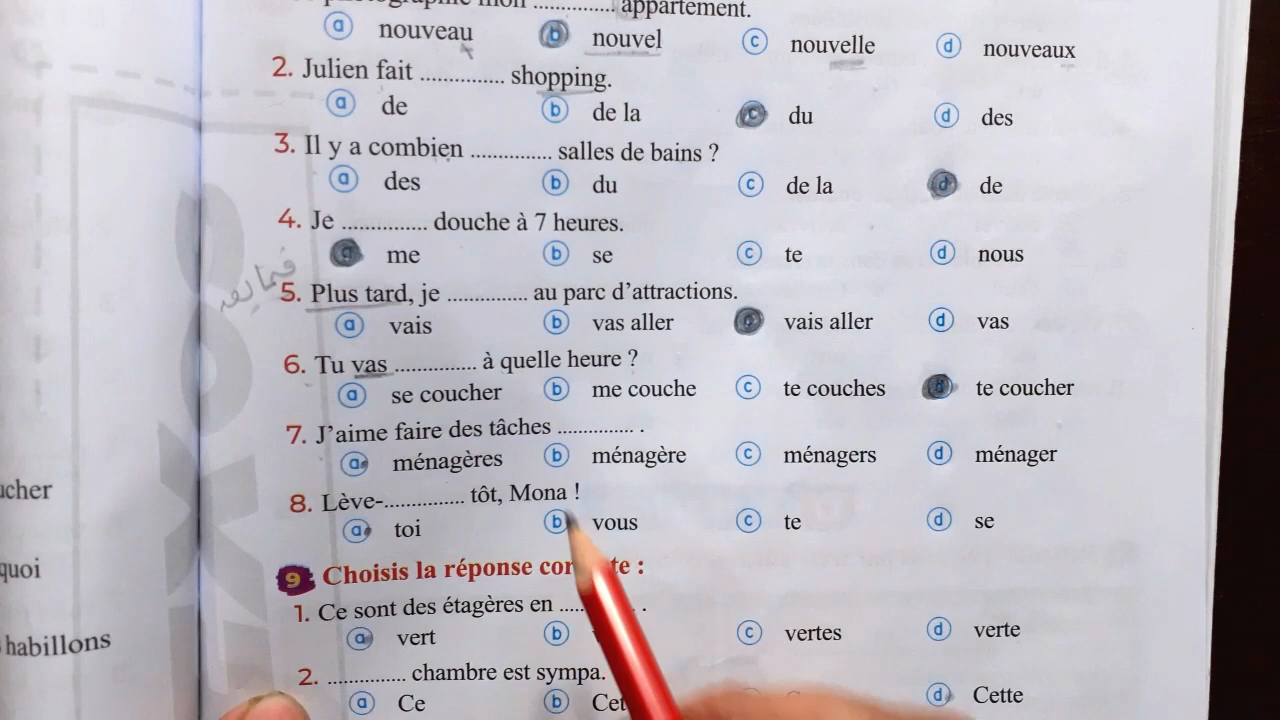 mon .............. appartement.
a nouveau b nouvel c nouvelle d nouveaux
2. Julien fait .............. shopping.
a de b de la c du d des
3. Il y a combien .............. salles de bains ?
a des b du c de la d de
4. Je .............. douche à 7 heures.
a me b se c te d nous
فيما بعد
5. Plus tard, je .............. au parc d'attractions.
a vais b vas aller c vais aller d vas
6. Tu vas .............. à quelle heure ?
a se coucher b me couche c te couches d te coucher
7. J'aime faire des tâches .............. .
a ménagères b ménagère c ménagers d ménager
8. Lève-.............. tôt, Mona !
a toi b vous c te d se
quoi
habillons
9 Choisis la réponse :
1. Ce sont des étagères en .... .
a vert b c vertes d verte
2. .............. chambre est sympa.
a Ce b d Cette